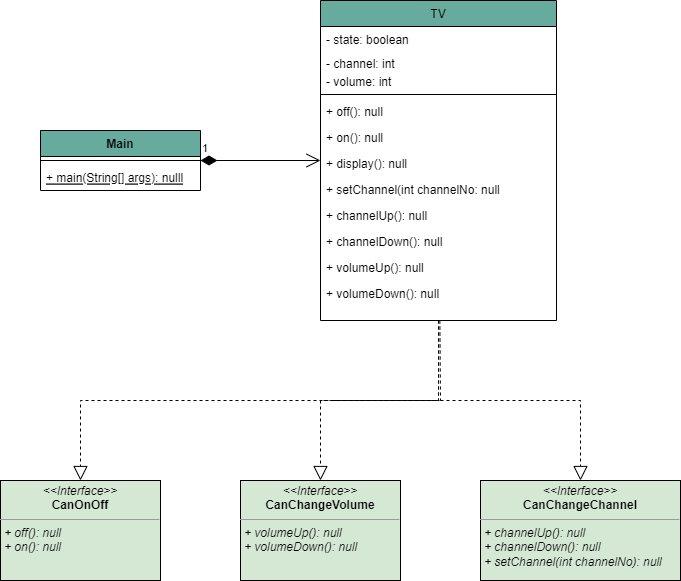 TV
- state: boolean
- channel: int
- volume: int
+ off(): null
+ on(): null
+ display(): null
+ setChannel(int channelNo: null
+ channelUp(): null
+ channelDown(): null
+ volumeUp(): null
+ volumeDown(): null
Main
+ main(String[] args): nulll
1
<<Interface>>
CanOnOff
+ off(): null
+ on(): null
<<Interface>>
CanChangeVolume
+ volumeUp(): null
+ volumeDown(): null
<<Interface>>
CanChangeChannel
+ channelUp(): null
+ channelDown(): null
+ setChannel(int channelNo): null